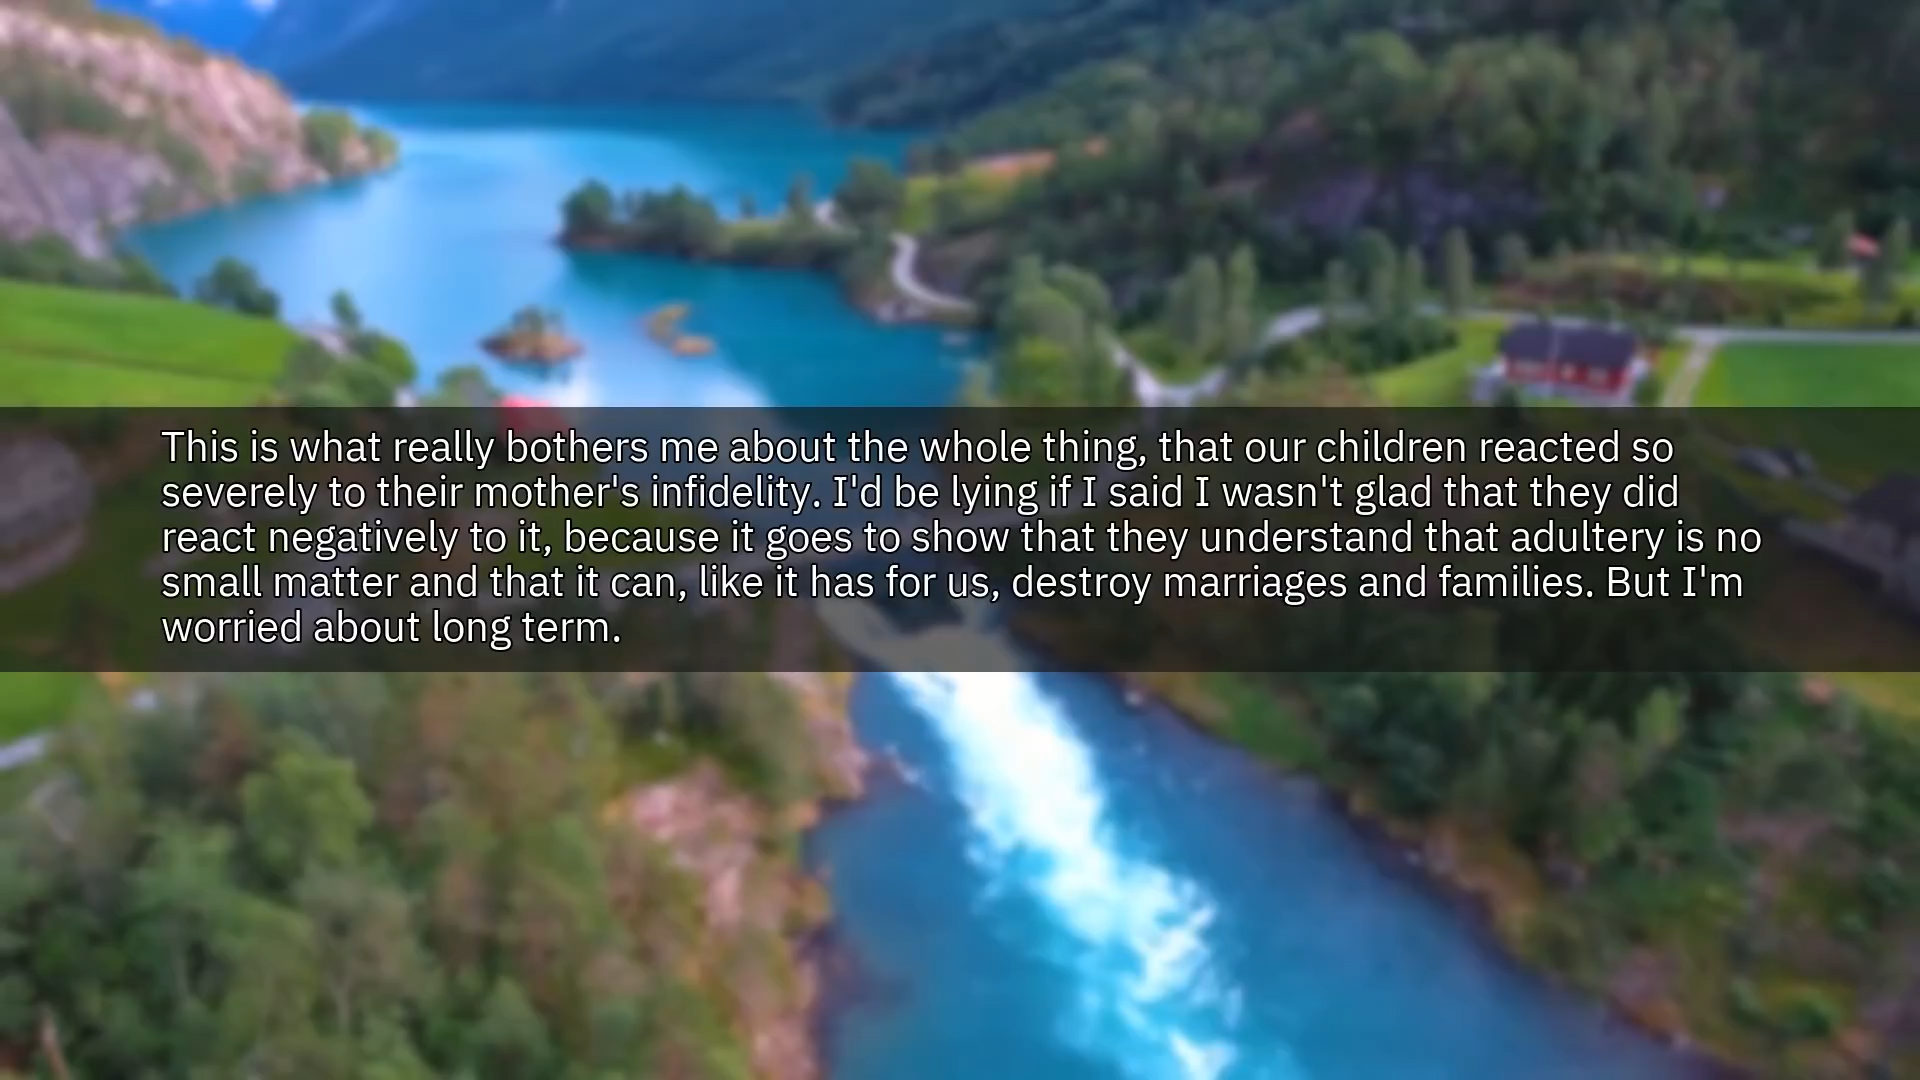 This is what really bothers me about the whole thing, that our children reacted so
severely to their mother's infidelity. I'd be lying if I said I wasn't glad that they did
react negatively to it, because it goes to show that they understand that adultery is no
small matter and that it can, like it has for us, destroy marriages and families. But I'm
worried about long term.